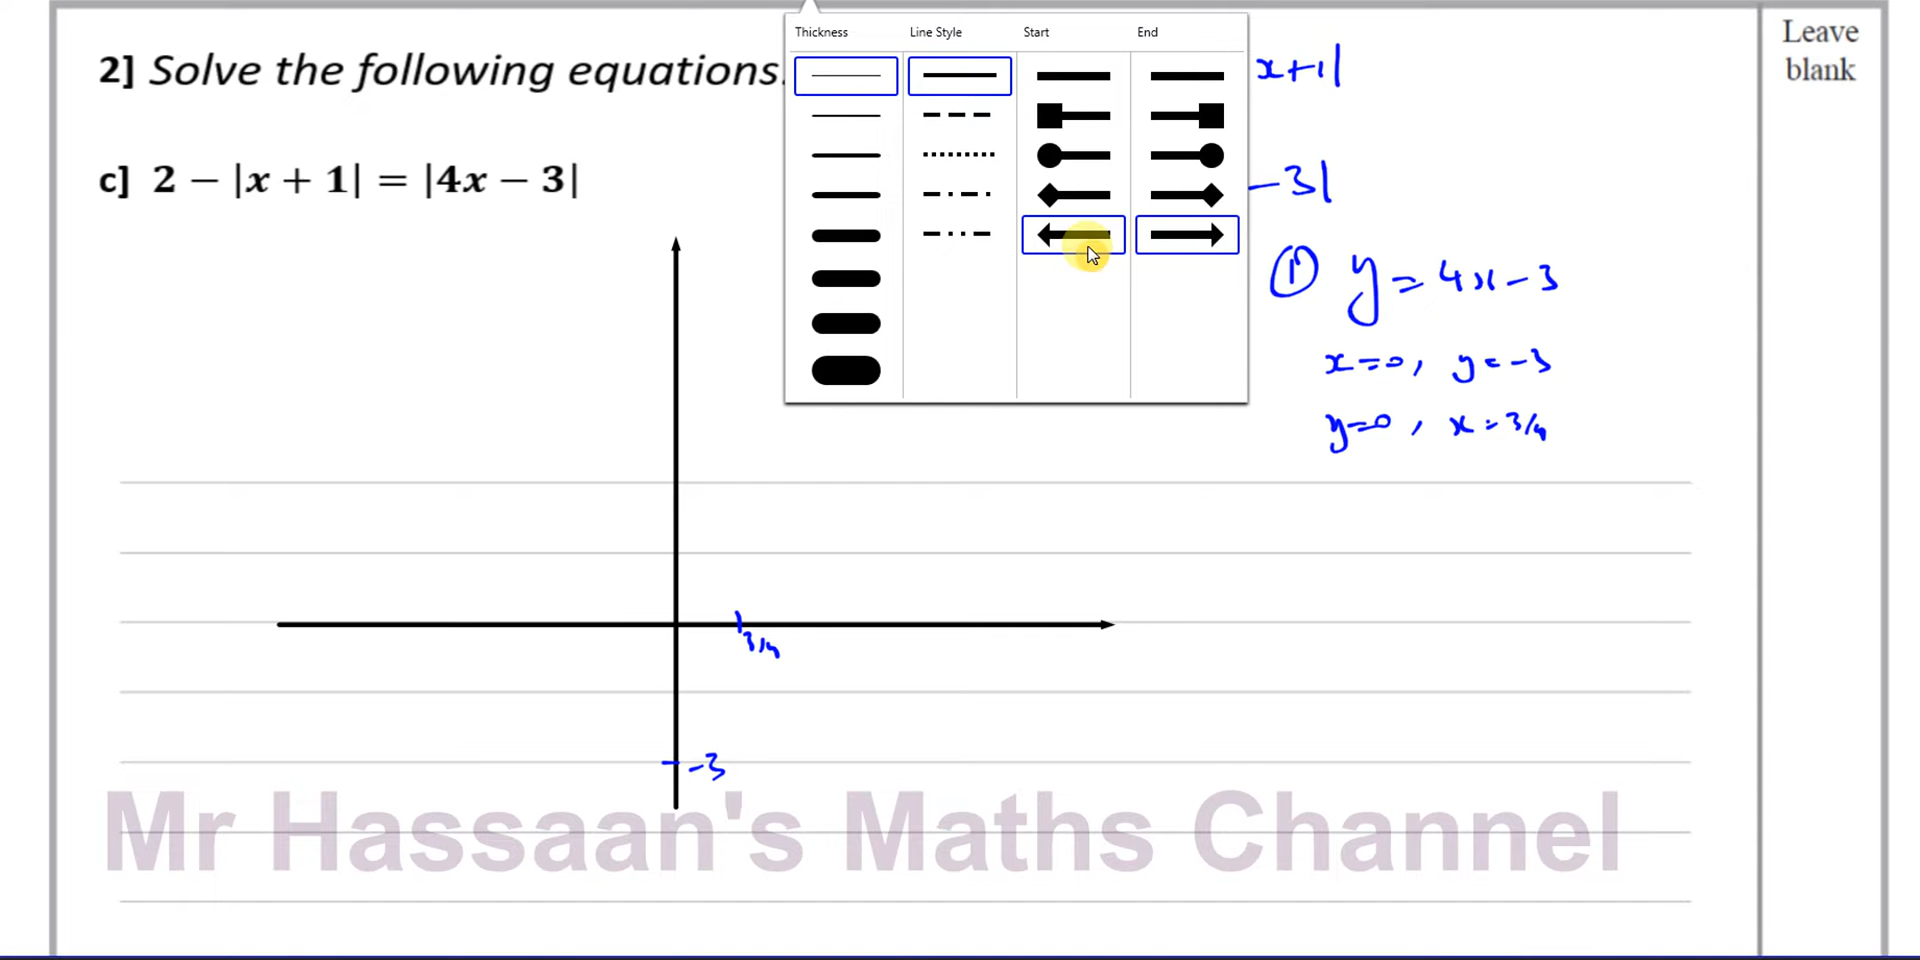 2] Solve the following equations.
Thickness Line Style Start End
x+1|
Leave
blank
c] 2 − |x + 1| = |4x − 3|
−3|
① y = 4x − 3
x = 0, y = −3
y = 0, x = 3/4
3/4
−3
Mr Hassaan's Maths Channel